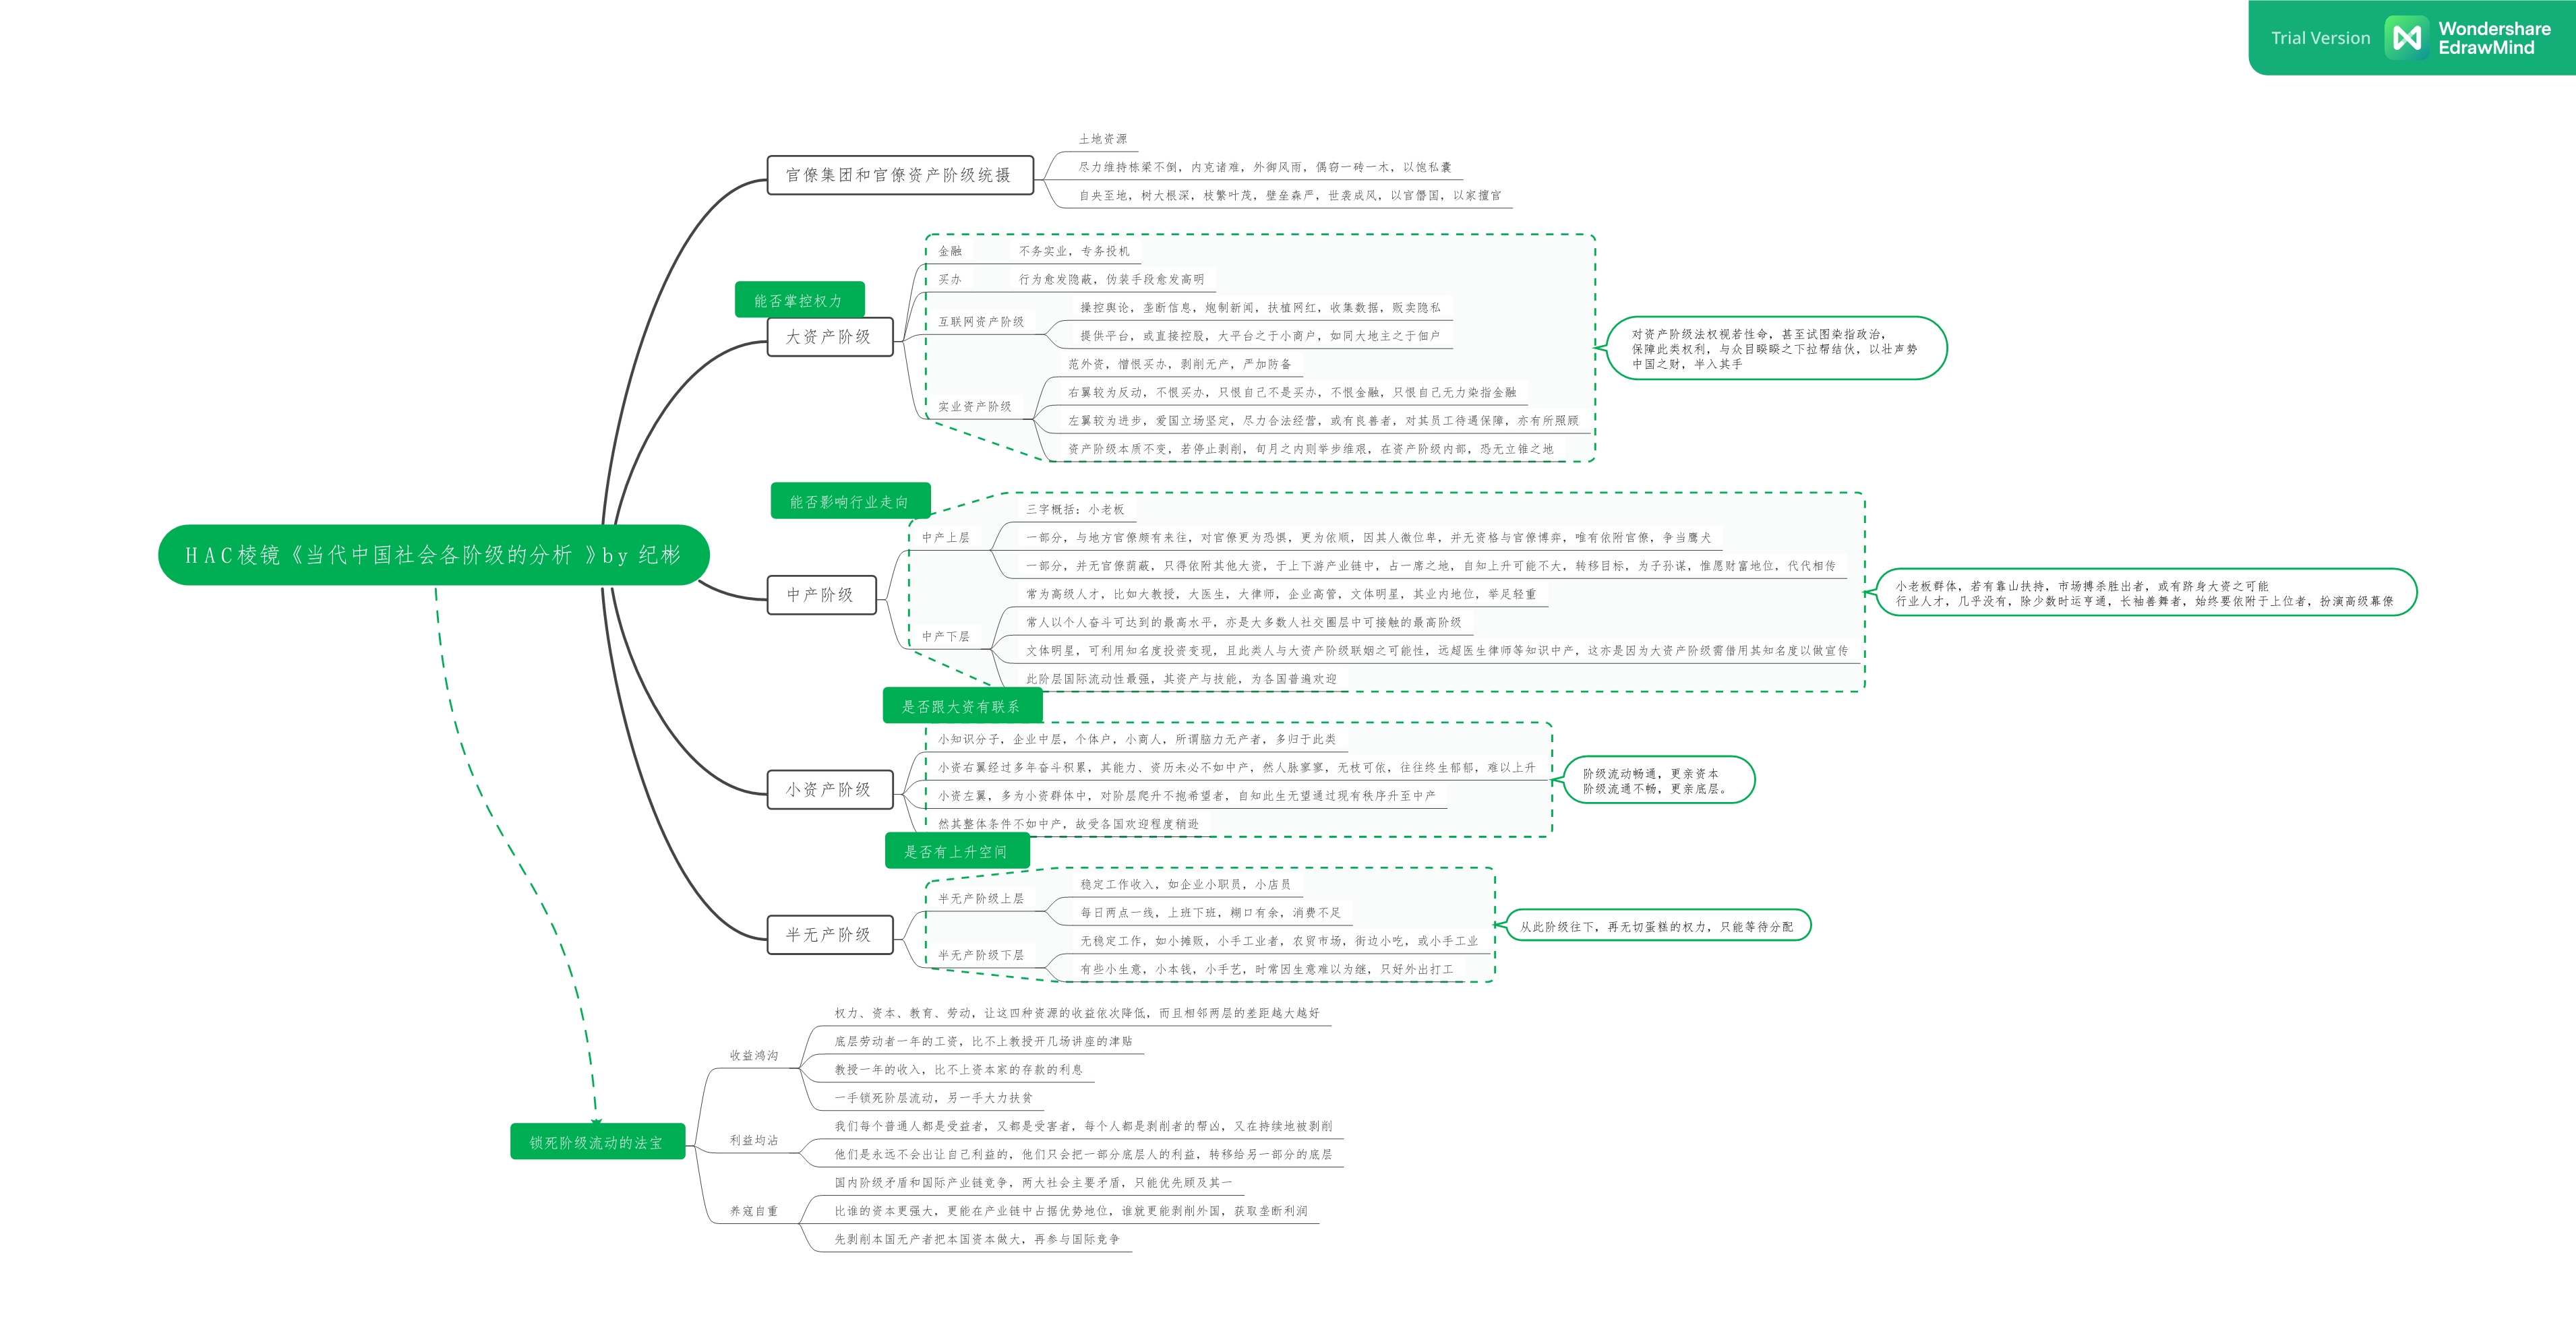 Trial Version
Wondershare
EdrawMind
HAC棱镜《当代中国社会各阶级的分析 》by 纪彬
官僚集团和官僚资产阶级统摄
土地资源
尽力维持栋梁不倒，内克诸难，外御风雨，偶窃一砖一木，以饱私囊
自央至地，树大根深，枝繁叶茂，壁垒森严，世袭成风，以官僭国，以家擅官
能否掌控权力
大资产阶级
金融
不务实业，专务投机
买办
行为愈发隐蔽，伪装手段愈发高明
互联网资产阶级
操控舆论，垄断信息，炮制新闻，扶植网红，收集数据，贩卖隐私
提供平台，或直接控股，大平台之于小商户，如同大地主之于佃户
实业资产阶级
范外资，憎恨买办，剥削无产，严加防备
右翼较为反动，不恨买办，只恨自己不是买办，不恨金融，只恨自己无力染指金融
左翼较为进步，爱国立场坚定，尽力合法经营，或有良善者，对其员工待遇保障，亦有所照顾
资产阶级本质不变，若停止剥削，旬月之内则举步维艰，在资产阶级内部，恐无立锥之地
对资产阶级法权视若性命，甚至试图染指政治，
保障此类权利，与众目睽睽之下拉帮结伙，以壮声势
中国之财，半入其手
能否影响行业走向
中产阶级
中产上层
三字概括：小老板
一部分，与地方官僚颇有来往，对官僚更为恐惧，更为依顺，因其人微位卑，并无资格与官僚博弈，唯有依附官僚，争当鹰犬
一部分，并无官僚荫蔽，只得依附其他大资，于上下游产业链中，占一席之地，自知上升可能不大，转移目标，为子孙谋，惟愿财富地位，代代相传
中产下层
常为高级人才，比如大教授，大医生，大律师，企业高管，文体明星，其业内地位，举足轻重
常人以个人奋斗可达到的最高水平，亦是大多数人社交圈层中可接触的最高阶级
文体明星，可利用知名度投资变现，且此类人与大资产阶级联姻之可能性，远超医生律师等知识中产，这亦是因为大资产阶级需借用其知名度以做宣传
此阶层国际流动性最强，其资产与技能，为各国普遍欢迎
小老板群体，若有靠山扶持，市场搏杀胜出者，或有跻身大资之可能
行业人才，几乎没有，除少数时运亨通，长袖善舞者，始终要依附于上位者，扮演高级幕僚
是否跟大资有联系
小资产阶级
小知识分子，企业中层，个体户，小商人，所谓脑力无产者，多归于此类
小资右翼经过多年奋斗积累，其能力、资历未必不如中产，然人脉寥寥，无枝可依，往往终生郁郁，难以上升
小资左翼，多为小资群体中，对阶层爬升不抱希望者，自知此生无望通过现有秩序升至中产
然其整体条件不如中产，故受各国欢迎程度稍逊
阶级流动畅通，更亲资本
阶级流通不畅，更亲底层。
是否有上升空间
半无产阶级
半无产阶级上层
稳定工作收入，如企业小职员，小店员
每日两点一线，上班下班，糊口有余，消费不足
半无产阶级下层
无稳定工作，如小摊贩，小手工业者，农贸市场，街边小吃，或小手工业
有些小生意，小本钱，小手艺，时常因生意难以为继，只好外出打工
从此阶级往下，再无切蛋糕的权力，只能等待分配
锁死阶级流动的法宝
收益鸿沟
权力、资本、教育、劳动，让这四种资源的收益依次降低，而且相邻两层的差距越大越好
底层劳动者一年的工资，比不上教授开几场讲座的津贴
教授一年的收入，比不上资本家的存款的利息
一手锁死阶层流动，另一手大力扶贫
利益均沾
我们每个普通人都是受益者，又都是受害者，每个人都是剥削者的帮凶，又在持续地被剥削
他们是永远不会出让自己利益的，他们只会把一部分底层人的利益，转移给另一部分的底层
养寇自重
国内阶级矛盾和国际产业链竞争，两大社会主要矛盾，只能优先顾及其一
比谁的资本更强大，更能在产业链中占据优势地位，谁就更能剥削外国，获取垄断利润
先剥削本国无产者把本国资本做大，再参与国际竞争